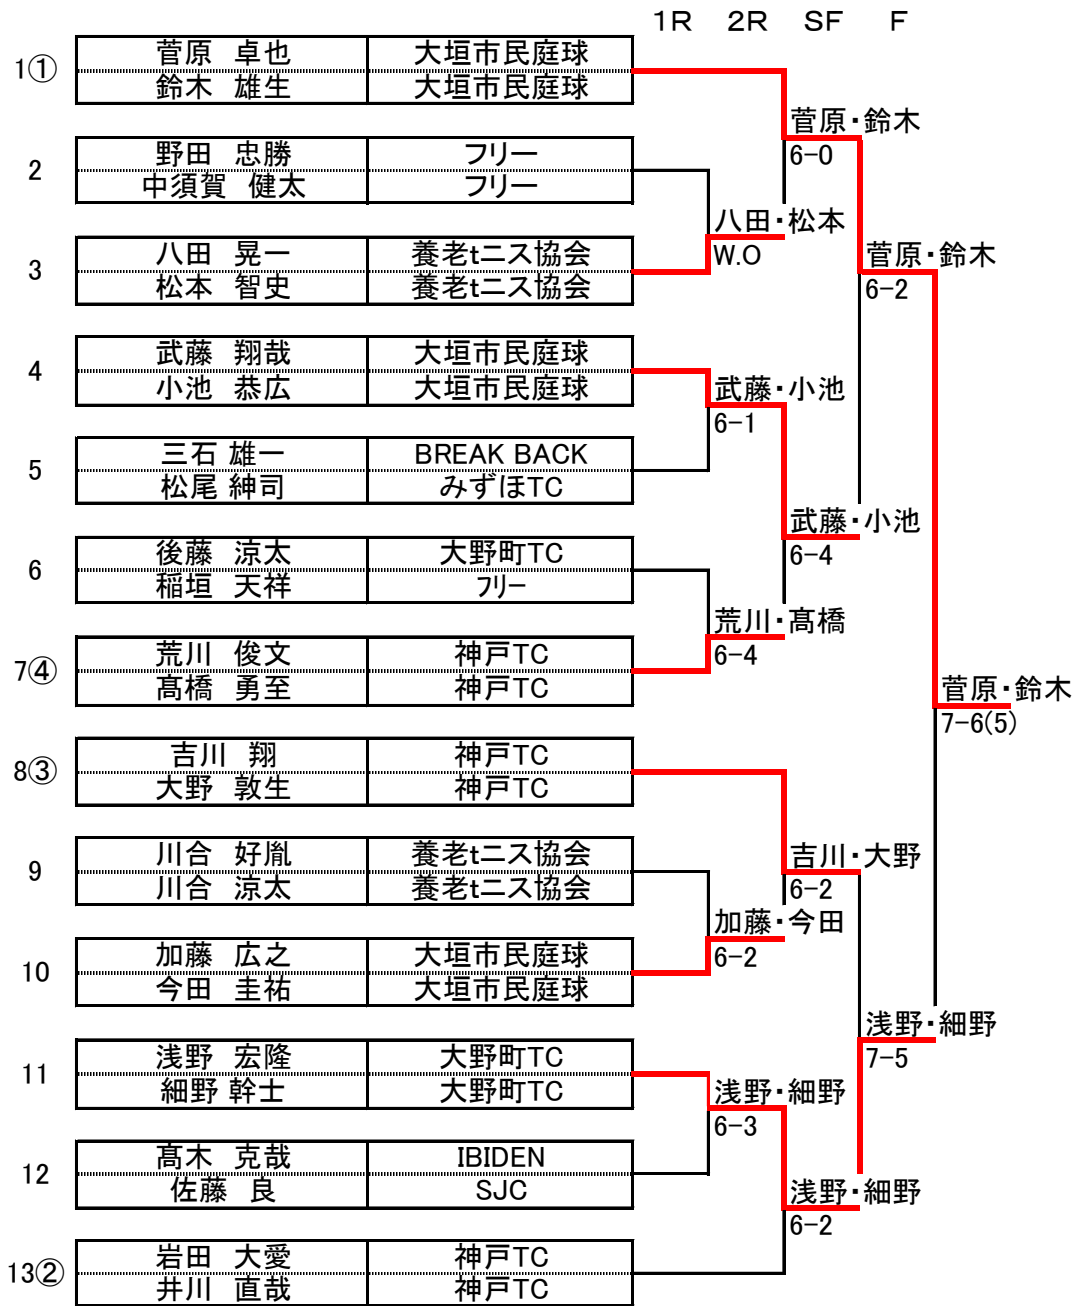 1R 2R SF F
1① 菅原 卓也 大垣市民庭球
鈴木 雄生 大垣市民庭球
菅原・鈴木
6-0
2 野田 忠勝 フリー
中須賀 健太 フリー
八田・松本
W.O
3 八田 晃一 養老tニス協会
松本 智史 養老tニス協会
菅原・鈴木
6-2
4 武藤 翔哉 大垣市民庭球
小池 恭広 大垣市民庭球
武藤・小池
6-1
5 三石 雄一 BREAK BACK
松尾 紳司 みずほTC
武藤・小池
6-4
6 後藤 涼太 大野町TC
稲垣 天祥 フリー
荒川・髙橋
6-4
7④ 荒川 俊文 神戸TC
髙橋 勇至 神戸TC
菅原・鈴木
7-6(5)
8③ 吉川 翔 神戸TC
大野 敦生 神戸TC
吉川・大野
6-2
9 川合 好胤 養老tニス協会
川合 涼太 養老tニス協会
加藤・今田
6-2
10 加藤 広之 大垣市民庭球
今田 圭祐 大垣市民庭球
浅野・細野
7-5
11 浅野 宏隆 大野町TC
細野 幹士 大野町TC
浅野・細野
6-3
12 髙木 克哉 IBIDEN
佐藤 良 SJC
浅野・細野
6-2
13② 岩田 大愛 神戸TC
井川 直哉 神戸TC